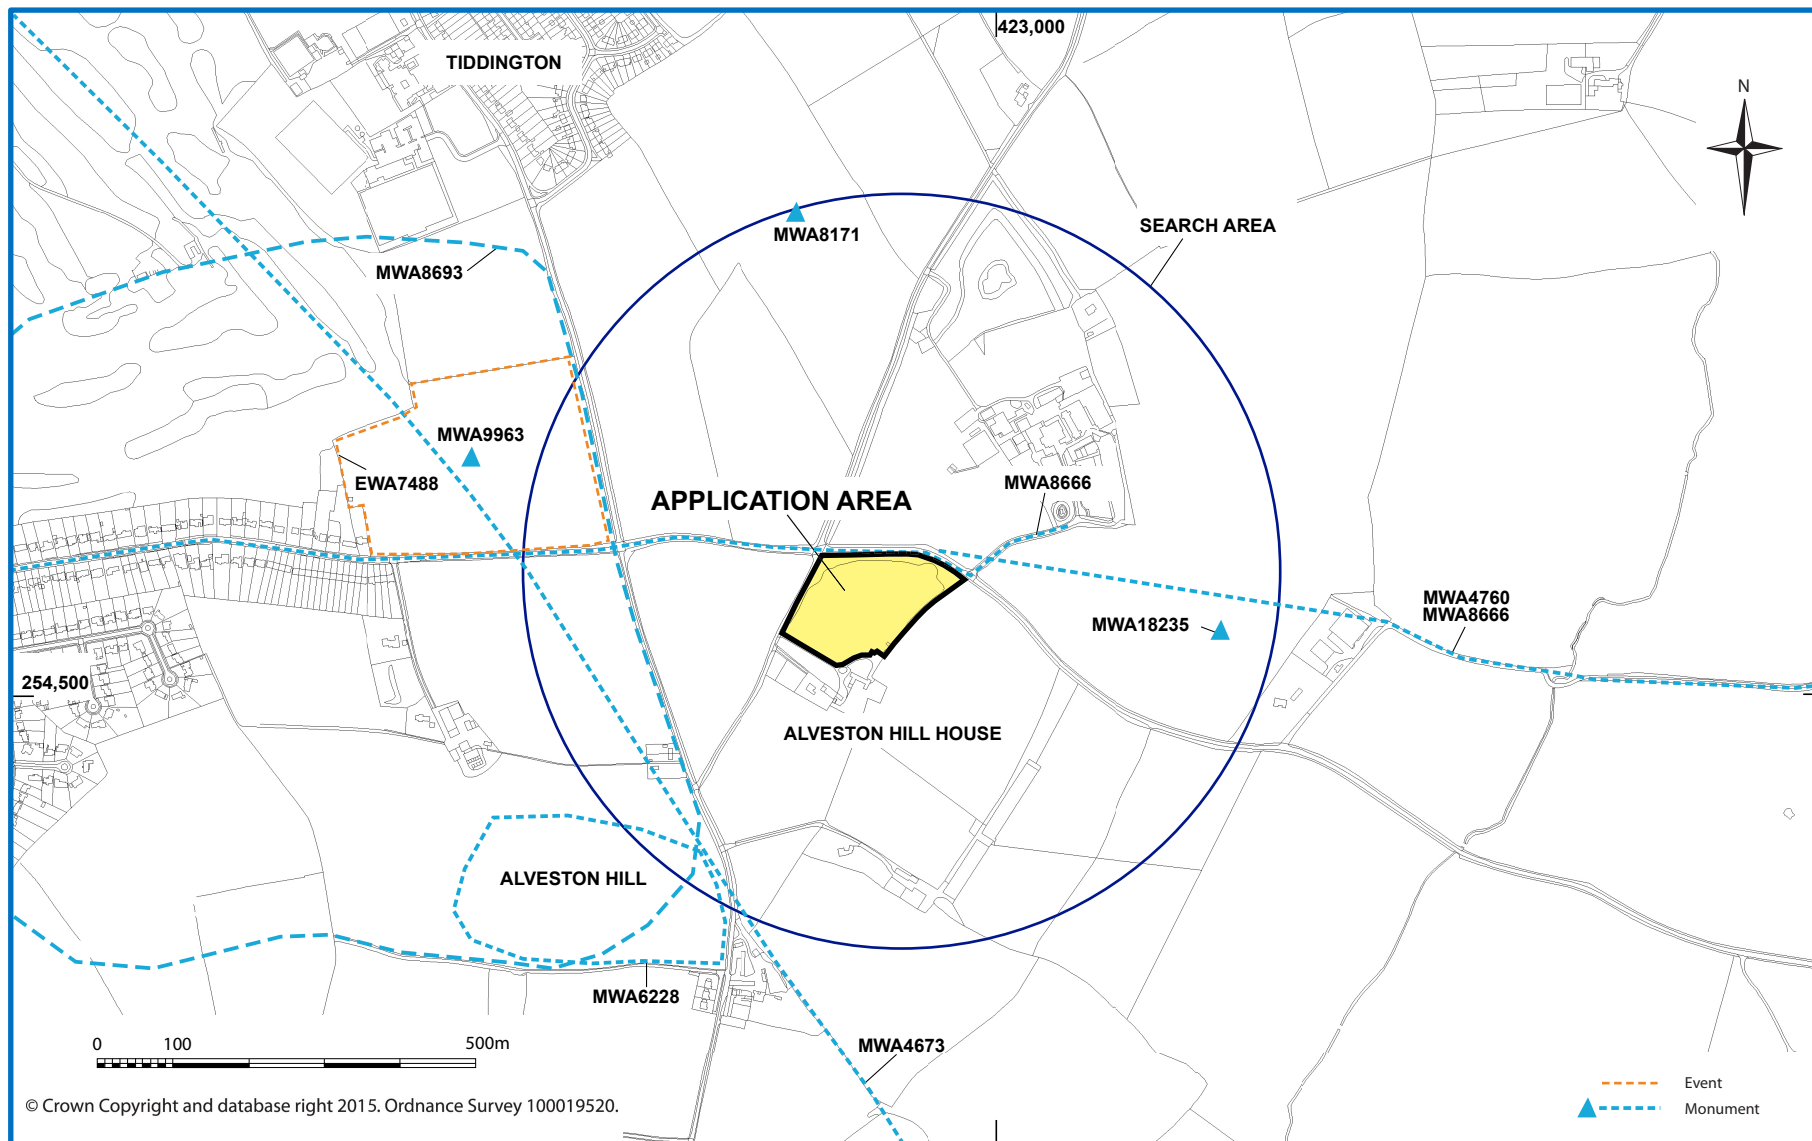 423,000
TIDDINGTON
N
SEARCH AREA
MWA8171
MWA8693
MWA9963
EWA7488
MWA8666
APPLICATION AREA
MWA4760
MWA8666
MWA18235
254,500
ALVESTON HILL HOUSE
ALVESTON HILL
MWA6228
MWA4673
0 100 500m
© Crown Copyright and database right 2015. Ordnance Survey 100019520.
Event
Monument